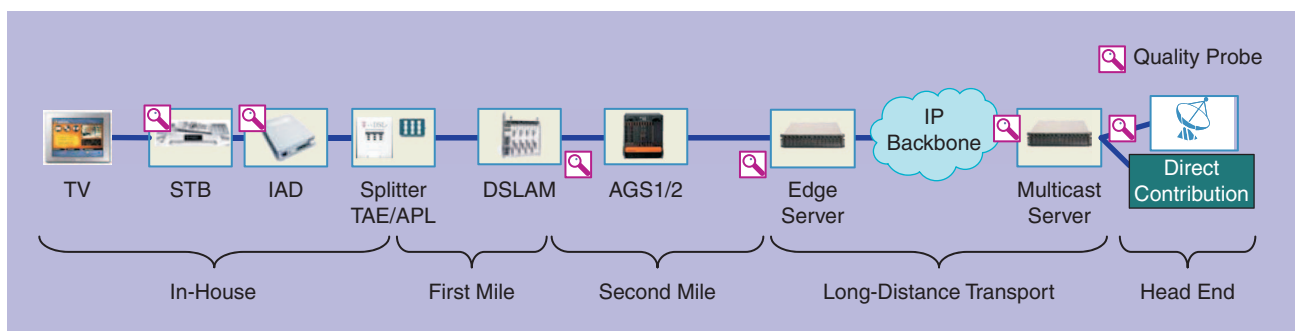 Quality Probe
IP
Backbone
Direct
Contribution
TV
STB
IAD
Splitter
TAE/APL
DSLAM
AGS1/2
Edge
Server
Multicast
Server
In-House
First Mile
Second Mile
Long-Distance Transport
Head End